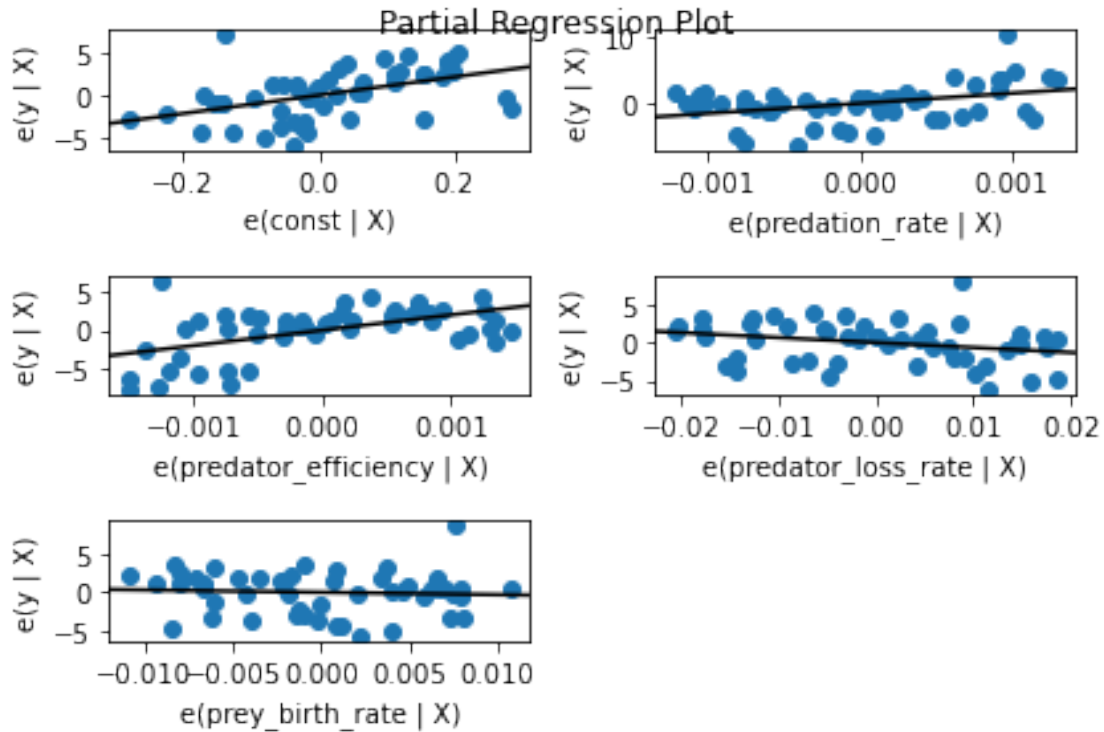 Partial Regression Plot
e(y | X)
5
0
−5
−0.2 0.0 0.2
e(const | X)
e(y | X)
10
0
−0.001 0.000 0.001
e(predation_rate | X)
e(y | X)
5
0
−5
−0.001 0.000 0.001
e(predator_efficiency | X)
e(y | X)
5
0
−5
−0.02 −0.01 0.00 0.01 0.02
e(predator_loss_rate | X)
e(y | X)
5
0
−5
−0.010 −0.005 0.000 0.005 0.010
e(prey_birth_rate | X)